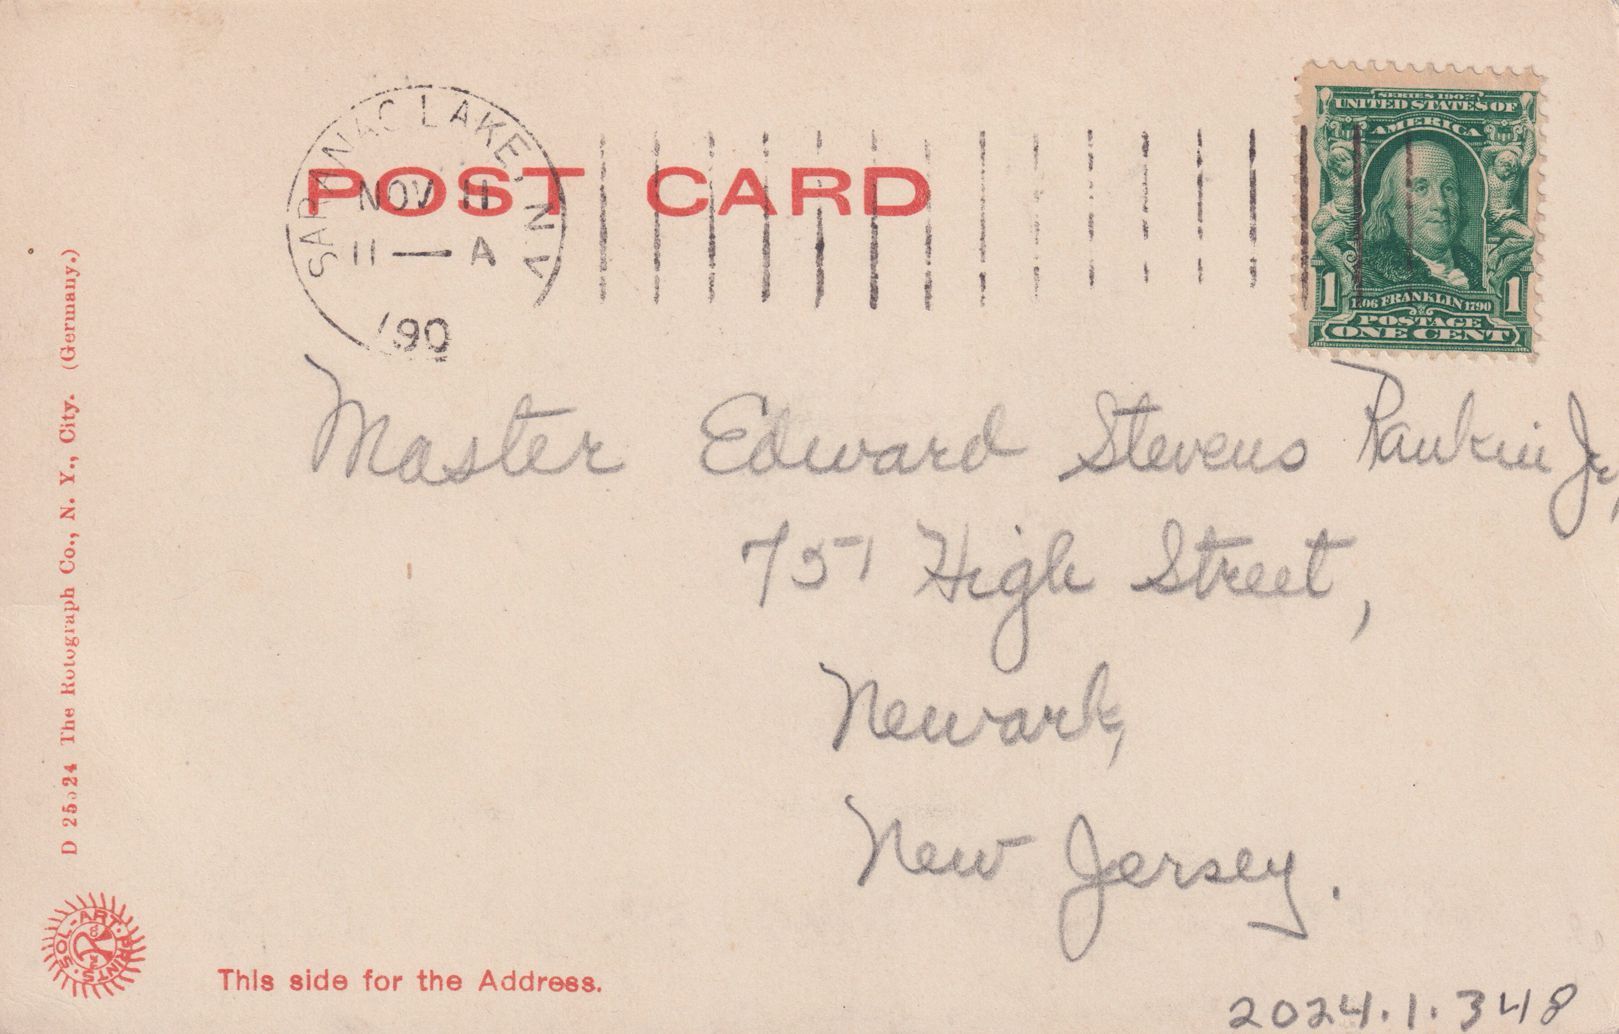 SARANAC LAKE, N.Y.
NOV 11
11 — A
190
POST CARD
SERIES 1902
UNITED STATES OF
AMERICA
1 1706 FRANKLIN 1790 1
POSTAGE
ONE CENT
Master Edward Stevens Rankin Jr,
751 High Street,
Newark,
New Jersey.
The Rotograph Co., N. Y., City. (Germany.)
SOL-ART-PRINTS
This side for the Address.
2024.1.348